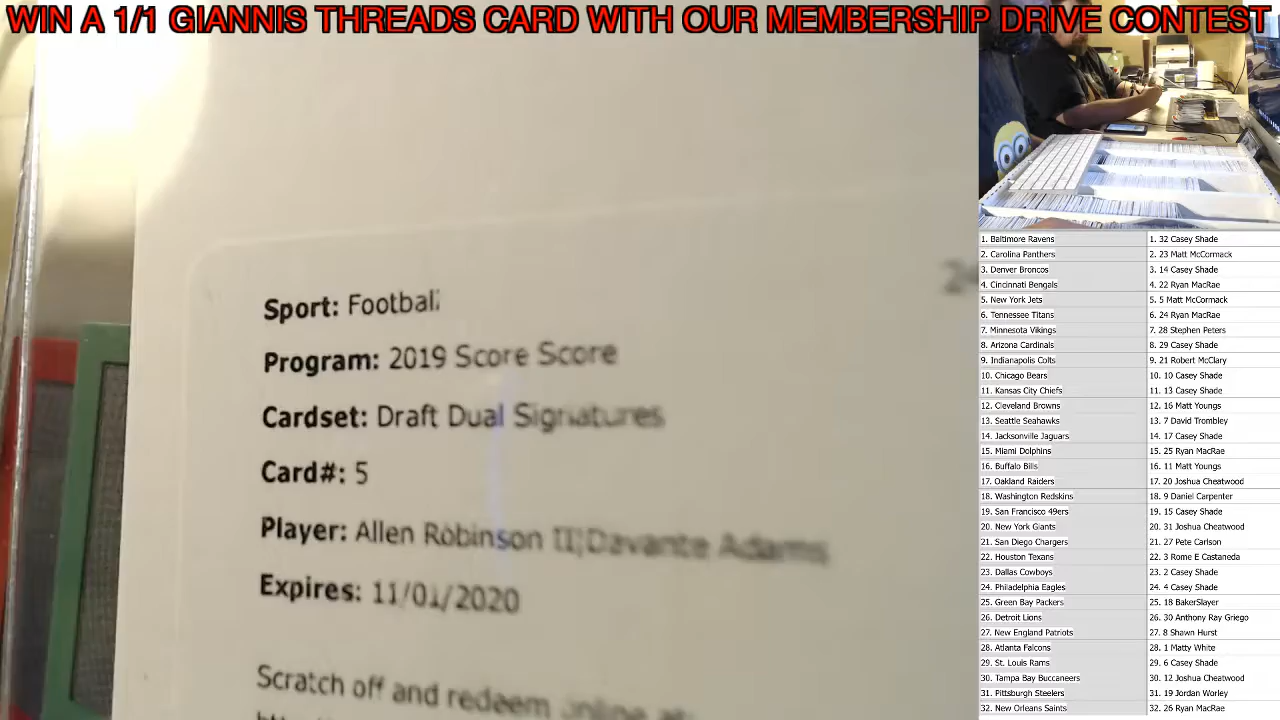 WIN A 1/1 GIANNIS THREADS CARD WITH OUR MEMBERSHIP DRIVE CONTEST
Sport: Football
Program: 2019 Score Score
Cardset: Draft Dual Signatures
Card#: 5
Player: Allen Robinson II;Davante Adams
Expires: 11/01/2020
Scratch off and redeem online at:
1. Baltimore Ravens 1. 32 Casey Shade
2. Carolina Panthers 2. 23 Matt McCormack
3. Denver Broncos 3. 14 Casey Shade
4. Cincinnati Bengals 4. 22 Ryan MacRae
5. New York Jets 5. 5 Matt McCormack
6. Tennessee Titans 6. 24 Ryan MacRae
7. Minnesota Vikings 7. 28 Stephen Peters
8. Arizona Cardinals 8. 29 Casey Shade
9. Indianapolis Colts 9. 21 Robert McClary
10. Chicago Bears 10. 10 Casey Shade
11. Kansas City Chiefs 11. 13 Casey Shade
12. Cleveland Browns 12. 16 Matt Youngs
13. Seattle Seahawks 13. 7 David Trombley
14. Jacksonville Jaguars 14. 17 Casey Shade
15. Miami Dolphins 15. 25 Ryan MacRae
16. Buffalo Bills 16. 11 Matt Youngs
17. Oakland Raiders 17. 20 Joshua Cheatwood
18. Washington Redskins 18. 9 Daniel Carpenter
19. San Francisco 49ers 19. 15 Casey Shade
20. New York Giants 20. 31 Joshua Cheatwood
21. San Diego Chargers 21. 27 Pete Carlson
22. Houston Texans 22. 3 Rome E Castaneda
23. Dallas Cowboys 23. 2 Casey Shade
24. Philadelphia Eagles 24. 4 Casey Shade
25. Green Bay Packers 25. 18 BakerSlayer
26. Detroit Lions 26. 30 Anthony Ray Griego
27. New England Patriots 27. 8 Shawn Hurst
28. Atlanta Falcons 28. 1 Matty White
29. St. Louis Rams 29. 6 Casey Shade
30. Tampa Bay Buccaneers 30. 12 Joshua Cheatwood
31. Pittsburgh Steelers 31. 19 Jordan Worley
32. New Orleans Saints 32. 26 Ryan MacRae